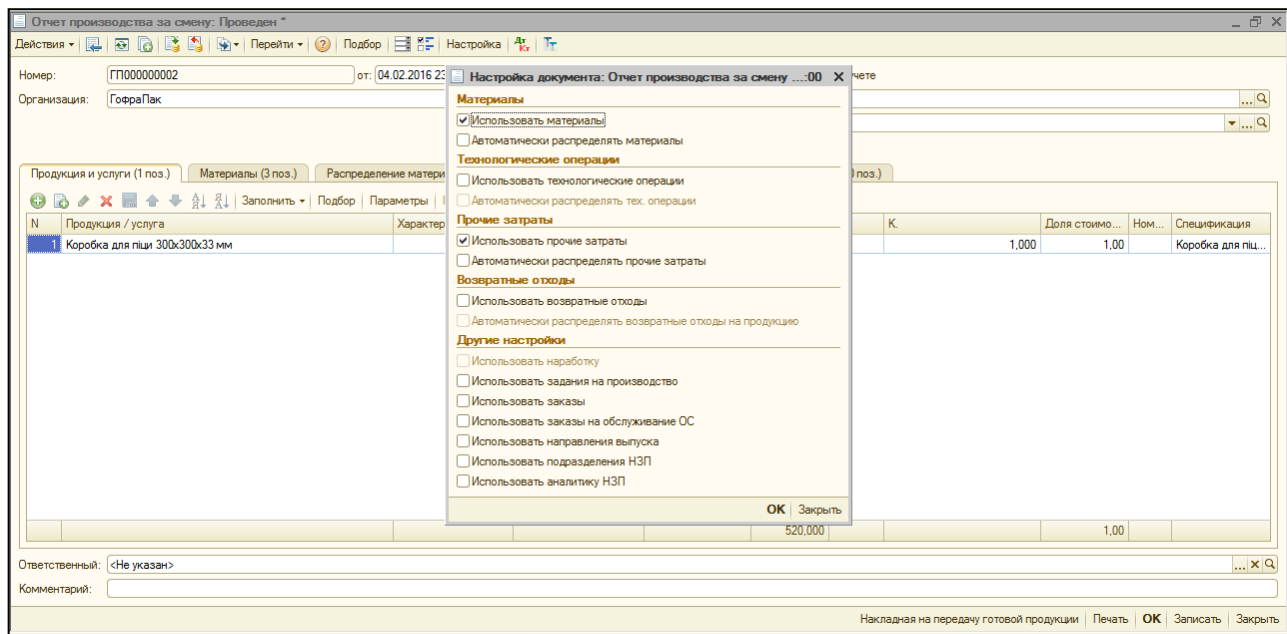 Отчет производства за смену: Проведен *
Действия Перейти Подбор Настройка Дт Кт Тт
Номер: ГП000000002 от: 04.02.2016 23
Организация: ГофраПак
Продукция и услуги (1 поз.) Материалы (3 поз.) Распределение матери поз.)
Заполнить Подбор Параметры
N Продукция / услуга Характер К. Доля стоимо... Ном... Спецификация
1 Коробка для піци 300х300х33 мм 1,000 1,00 Коробка для піц...
520,000 1,00
Ответственный: <Не указан>
Комментарий:
Накладная на передачу готовой продукции Печать OK Записать Закрыть
Настройка документа: Отчет производства за смену ...:00
Материалы
Использовать материалы
Автоматически распределять материалы
Технологические операции
Использовать технологические операции
Автоматически распределять тех. операции
Прочие затраты
Использовать прочие затраты
Автоматически распределять прочие затраты
Возвратные отходы
Использовать возвратные отходы
Автоматически распределять возвратные отходы на продукцию
Другие настройки
Использовать наработку
Использовать задания на производство
Использовать заказы
Использовать заказы на обслуживание ОС
Использовать направления выпуска
Использовать подразделения НЗП
Использовать аналитику НЗП
OK Закрыть